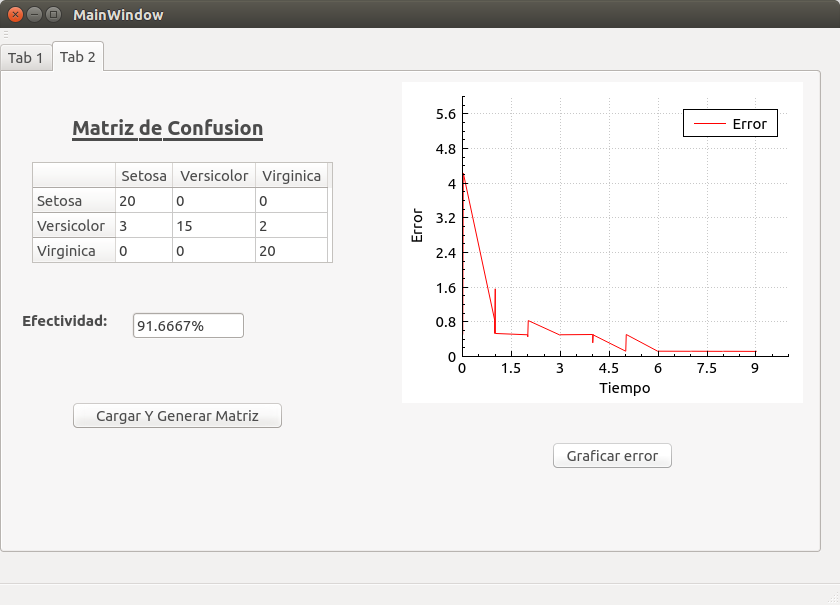 MainWindow
Tab 1 Tab 2
Matriz de Confusion
Setosa Versicolor Virginica
Setosa 20 0 0
Versicolor 3 15 2
Virginica 0 0 20
Efectividad: 91.6667%
Cargar Y Generar Matriz
Error
5.6
4.8
4
3.2
2.4
1.6
0.8
0
Error
0 1.5 3 4.5 6 7.5 9
Tiempo
Graficar error